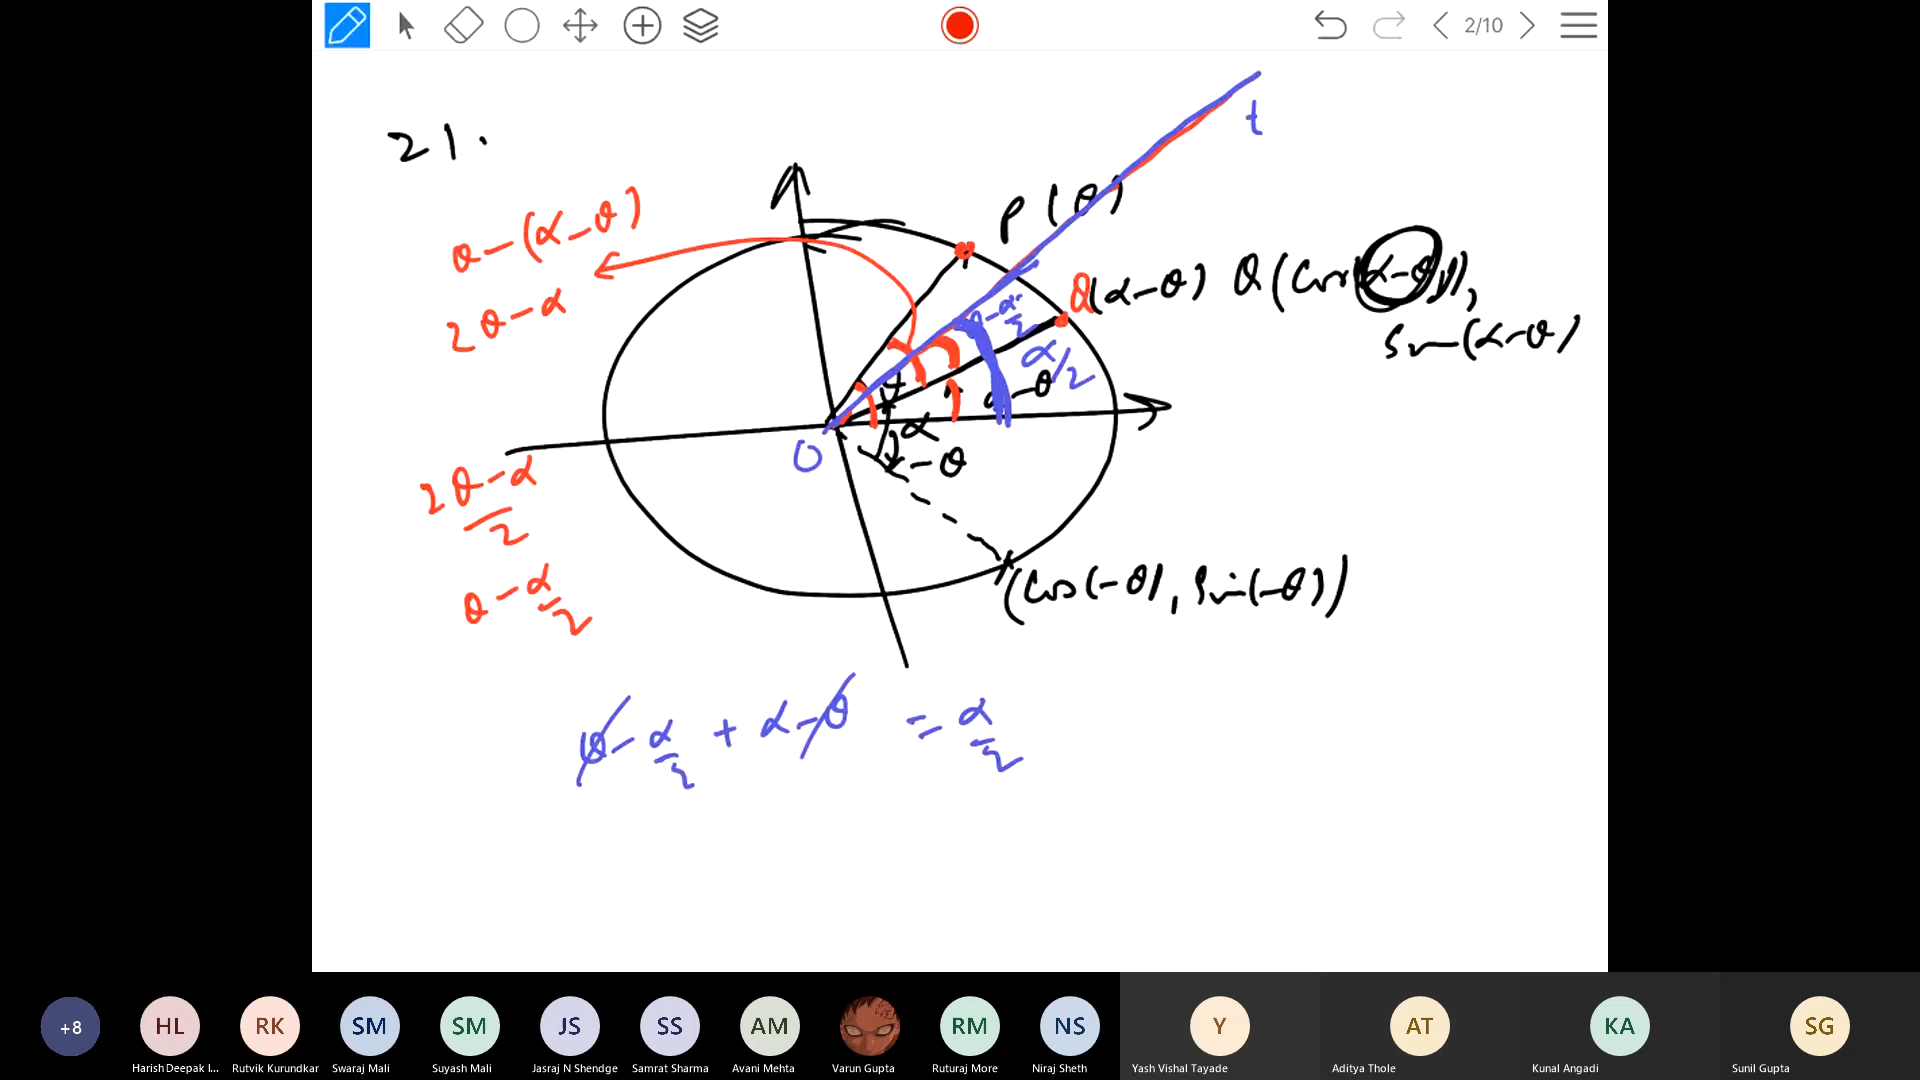 2/10
21.
t
P(θ)
θ-(α-θ)
Q(α-θ) Q(Cos(α-θ)),
Sin(α-θ)
2θ-α
θ-α/2
α/2
α-θ
α
O
-θ
2θ-α/2
(Cos(-θ), Sin(-θ))
θ-α/2
θ-α/2 + α-θ = α/2
+8
HL
RK
SM
SM
JS
SS
AM
RM
NS
Y
AT
KA
SG
Harish Deepak I...
Rutvik Kurundkar
Swaraj Mali
Suyash Mali
Jasraj N Shendge
Samrat Sharma
Avani Mehta
Varun Gupta
Ruturaj More
Niraj Sheth
Yash Vishal Tayade
Aditya Thole
Kunal Angadi
Sunil Gupta